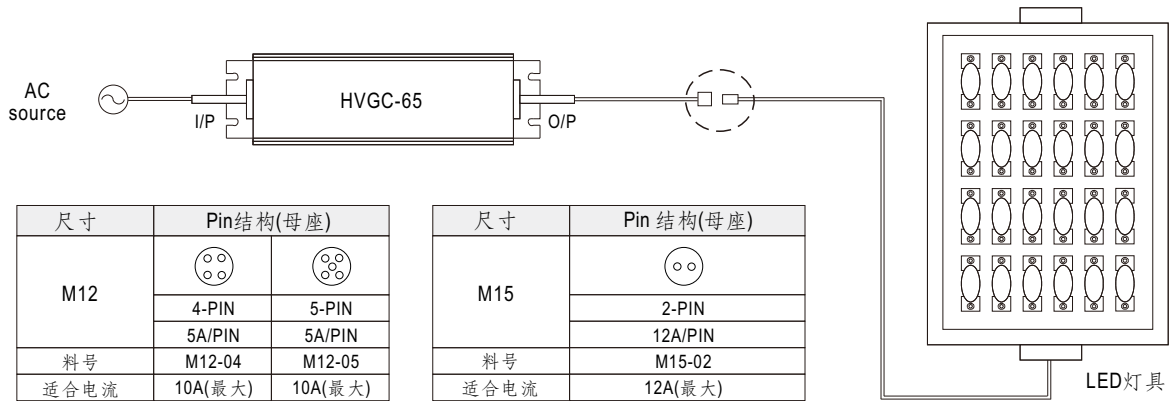 AC
source
I/P
HVGC-65
O/P
尺寸 Pin结构(母座)
M12
4-PIN 5-PIN
5A/PIN 5A/PIN
料号 M12-04 M12-05
适合电流 10A(最大) 10A(最大)
尺寸 Pin 结构(母座)
M15
2-PIN
12A/PIN
料号 M15-02
适合电流 12A(最大)
LED灯具